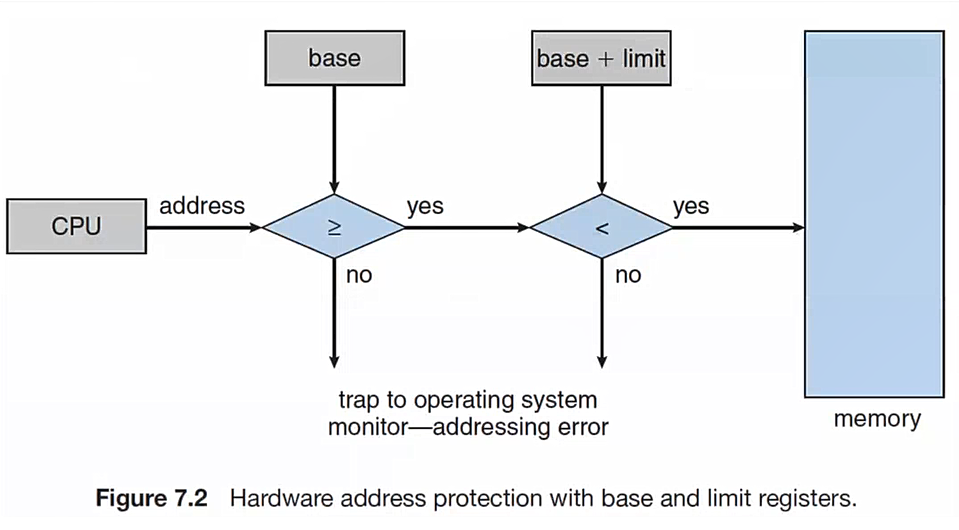 base
base + limit
CPU
address
≥
yes
<
yes
no
no
trap to operating system
monitor—addressing error
memory
Figure 7.2 Hardware address protection with base and limit registers.